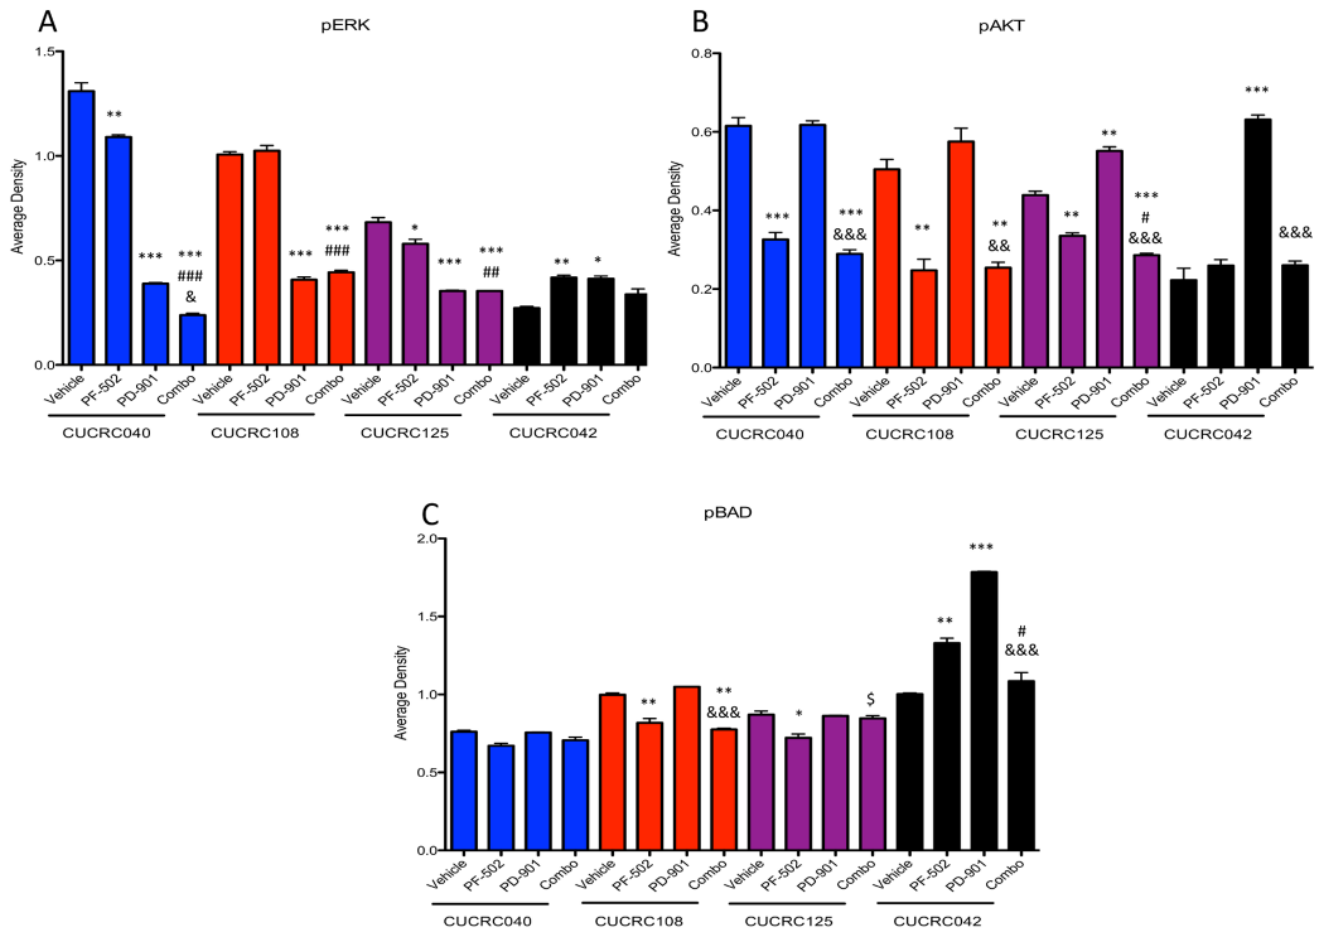 A
pERK
Average Density
1.5
1.0
0.5
0.0
**
***
***
###
&
***
***
###
*
***
***
##
**
*
Vehicle
PF-502
PD-901
Combo
Vehicle
PF-502
PD-901
Combo
Vehicle
PF-502
PD-901
Combo
Vehicle
PF-502
PD-901
Combo
CUCRC040
CUCRC108
CUCRC125
CUCRC042
B
pAKT
Average Density
0.8
0.6
0.4
0.2
0.0
***
***
&&&
**
**
&&
**
**
***
#
&&&
***
&&&
Vehicle
PF-502
PD-901
Combo
Vehicle
PF-502
PD-901
Combo
Vehicle
PF-502
PD-901
Combo
Vehicle
PF-502
PD-901
Combo
CUCRC040
CUCRC108
CUCRC125
CUCRC042
C
pBAD
Average Density
2.0
1.5
1.0
0.5
0.0
**
**
&&&
*
$
**
***
#
&&&
Vehicle
PF-502
PD-901
Combo
Vehicle
PF-502
PD-901
Combo
Vehicle
PF-502
PD-901
Combo
Vehicle
PF-502
PD-901
Combo
CUCRC040
CUCRC108
CUCRC125
CUCRC042